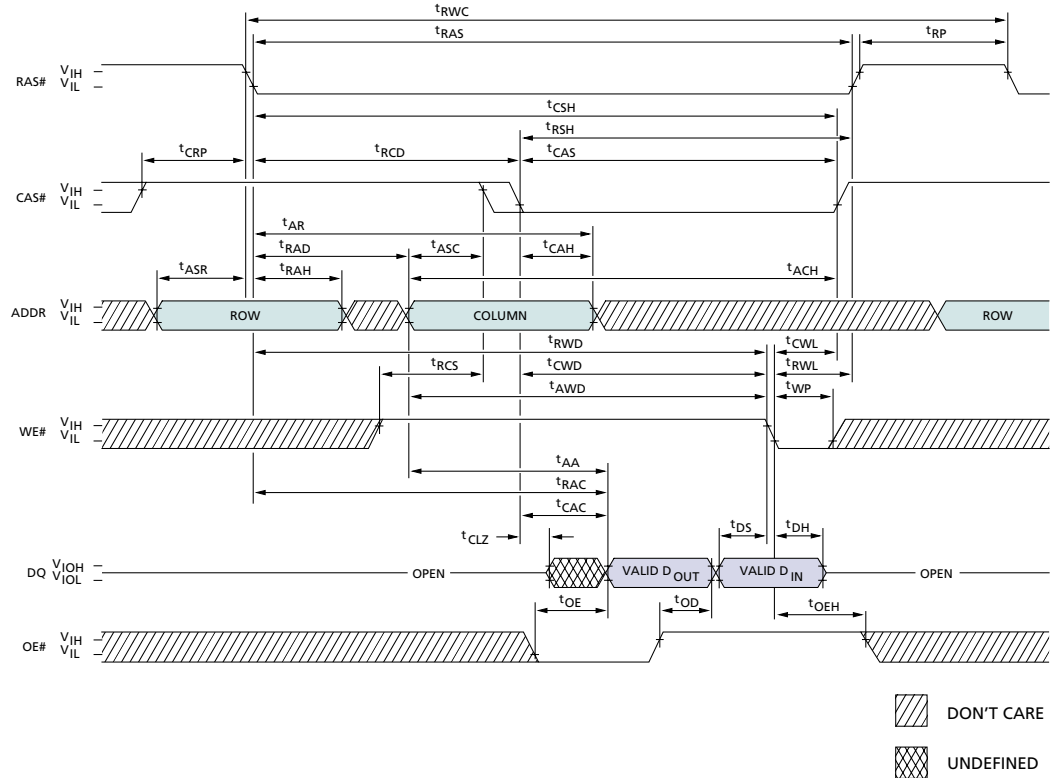 tRWC
tRAS
tRP
RAS#
VIH
VIL
tCSH
tRSH
tCRP
tRCD
tCAS
CAS#
VIH
VIL
tAR
tRAD
tASC
tCAH
tASR
tRAH
tACH
ADDR
VIH
VIL
ROW
COLUMN
ROW
tRWD
tCWL
tRCS
tCWD
tRWL
tAWD
tWP
WE#
VIH
VIL
tAA
tRAC
tCAC
tCLZ
tDS
tDH
DQ
VIOH
VIOL
OPEN
VALID DOUT
VALID DIN
OPEN
tOE
tOD
tOEH
OE#
VIH
VIL
DON'T CARE
UNDEFINED